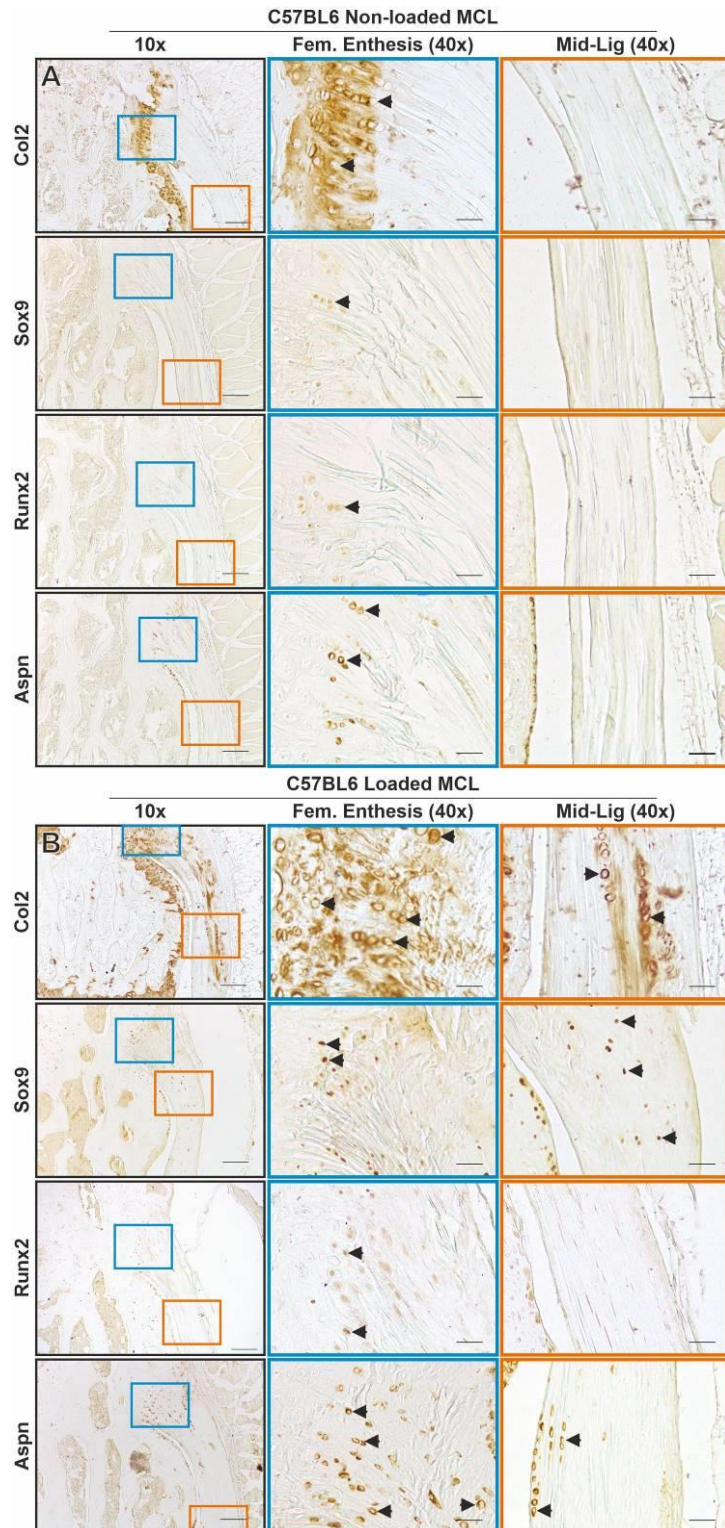 C57BL6 Non-loaded MCL
10x Fem. Enthesis (40x) Mid-Lig (40x)
A
Col2
Sox9
Runx2
Aspn
C57BL6 Loaded MCL
10x Fem. Enthesis (40x) Mid-Lig (40x)
B
Col2
Sox9
Runx2
Aspn